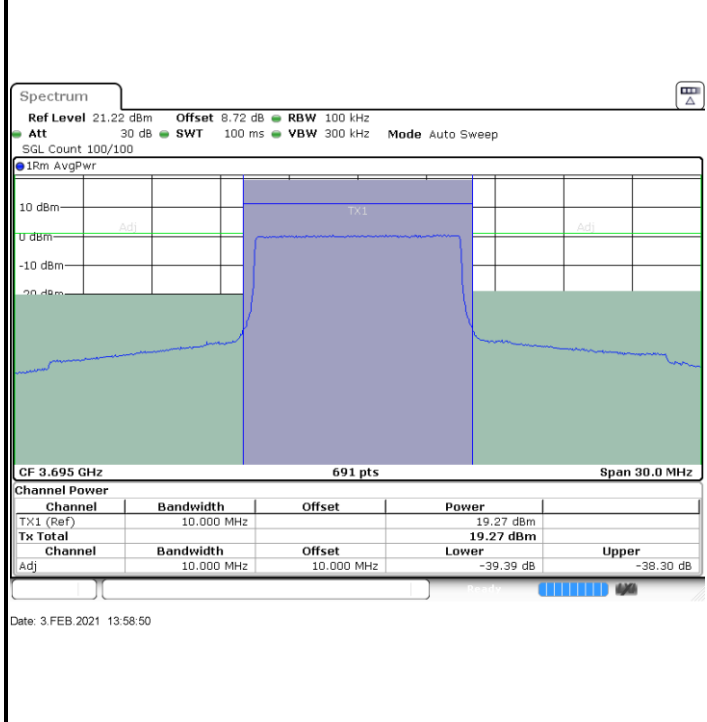 Spectrum
Ref Level 21.22 dBm Offset 8.72 dB RBW 100 kHz
Att 30 dB SWT 100 ms VBW 300 kHz Mode Auto Sweep
SGL Count 100/100
1Rm AvgPwr
10 dBm
TX1
Adj Adj
0 dBm
-10 dBm
-20 dBm
CF 3.695 GHz 691 pts Span 30.0 MHz
Channel Power
Channel Bandwidth Offset Power
TX1 (Ref) 10.000 MHz 19.27 dBm
Tx Total 19.27 dBm
Channel Bandwidth Offset Lower Upper
Adj 10.000 MHz 10.000 MHz -39.39 dB -38.30 dB
Ready
Date: 3.FEB.2021 13:58:50